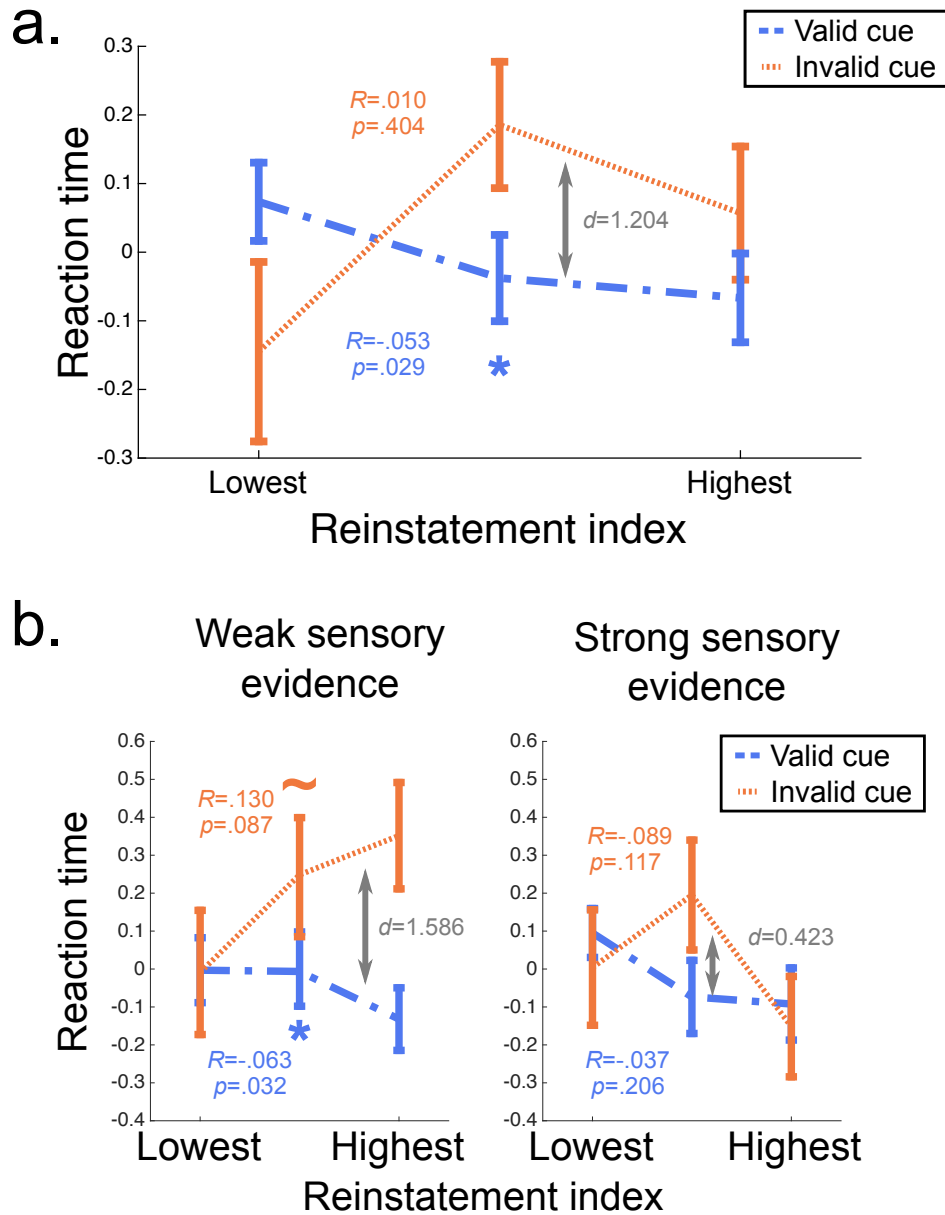 a.
Valid cue
Invalid cue
0.3
0.2
0.1
0
-0.1
-0.2
-0.3
Reaction time
R=.010
p=.404
d=1.204
R=-.053
p=.029
*
Lowest
Highest
Reinstatement index
b.
Weak sensory
evidence
0.6
0.5
0.4
0.3
0.2
0.1
0
-0.1
-0.2
-0.3
-0.4
Reaction time
R=.130
p=.087
~
d=1.586
*
R=-.063
p=.032
Lowest
Highest
Strong sensory
evidence
Valid cue
Invalid cue
0.6
0.5
0.4
0.3
0.2
0.1
0
-0.1
-0.2
-0.3
-0.4
R=-.089
p=.117
d=0.423
R=-.037
p=.206
Lowest
Highest
Reinstatement index